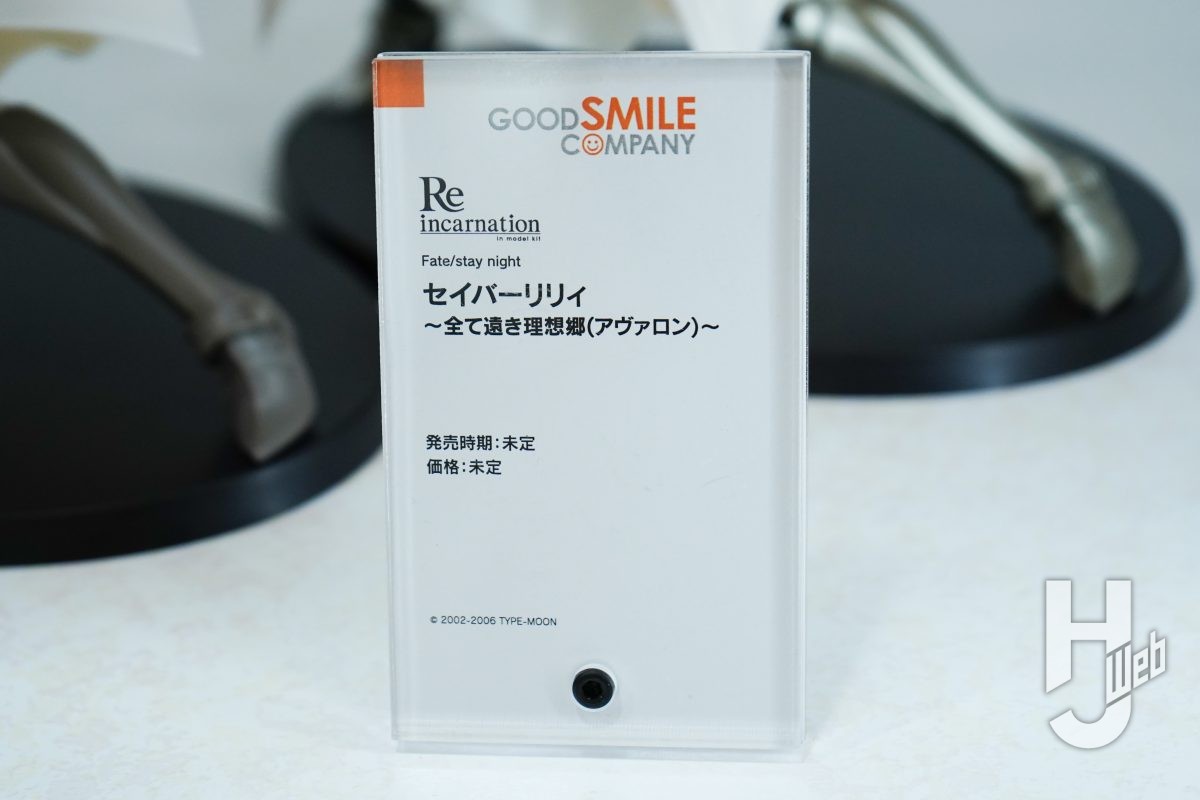 GOODSMILE
COMPANY
Re
incarnation
in model kit
Fate/stay night
セイバーリリィ
～全て遠き理想郷(アヴァロン)～
発売時期：未定
価格：未定
© 2002-2006 TYPE-MOON
HJ Web